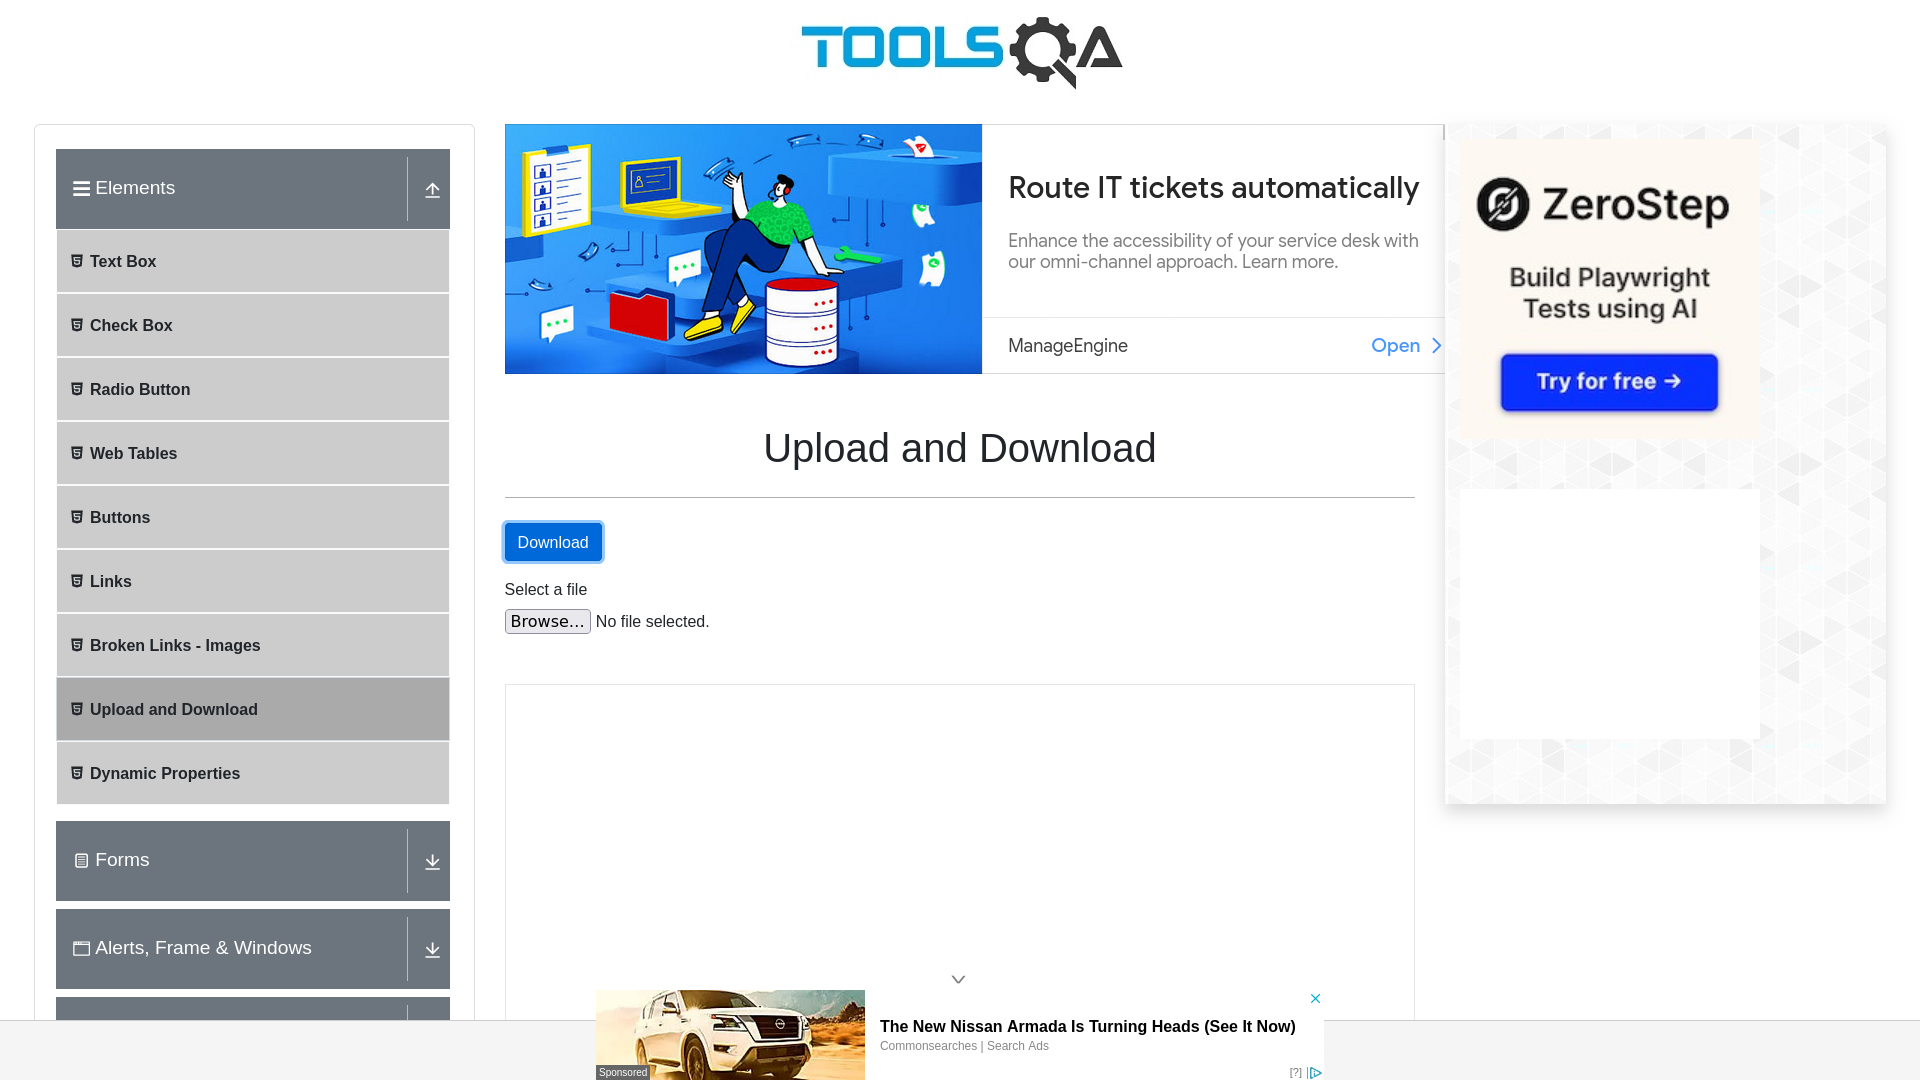 TOOLSQA
Elements
Text Box
Check Box
Radio Button
Web Tables
Buttons
Links
Broken Links - Images
Upload and Download
Dynamic Properties
Forms
Alerts, Frame & Windows
Route IT tickets automatically
Enhance the accessibility of your service desk with
our omni-channel approach. Learn more.
ManageEngine
Open
Upload and Download
Download
Select a file
Browse...
No file selected.
ZeroStep
Build Playwright
Tests using AI
Try for free →
The New Nissan Armada Is Turning Heads (See It Now)
Commonsearches | Search Ads
Sponsored
[?]